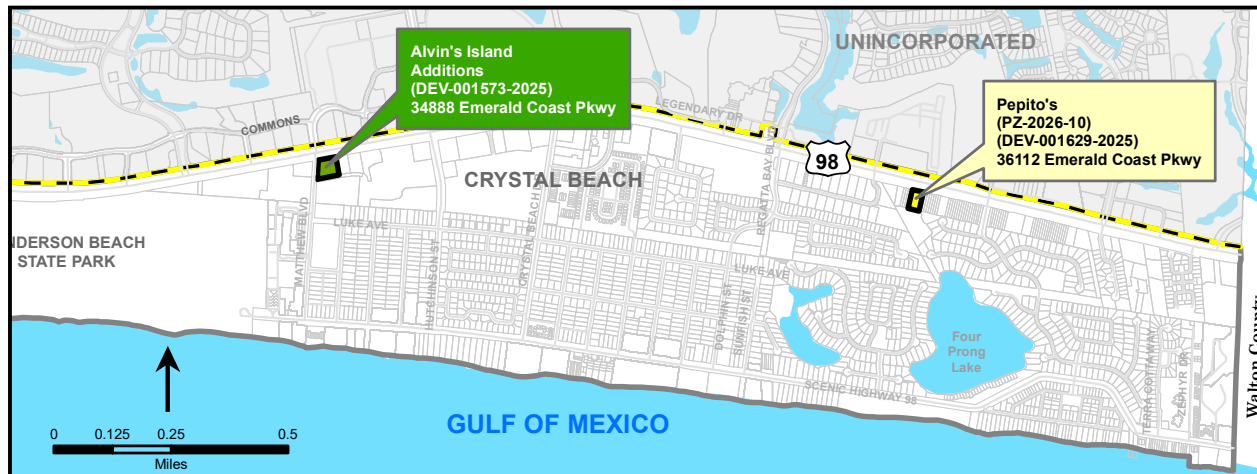 UNINCORPORATED
Alvin's Island
Additions
(DEV-001573-2025)
34888 Emerald Coast Pkwy
LEGENDARY DR
COMMONS
Pepito's
(PZ-2026-10)
(DEV-001629-2025)
36112 Emerald Coast Pkwy
98
CRYSTAL BEACH
REGATTA BAY BLVD
MATTHEW BLVD
LUKE AVE
HUTCHINSON ST
CRYSTAL BEACH
NDERSON BEACH
STATE PARK
LUKE AVE
DOLPHIN ST
SUNFISH ST
Four
Prong
Lake
SCENIC HIGHWAY 98
TERRA COTTA WAY
ZEPHYR DR
Walton County
GULF OF MEXICO
0 0.125 0.25 0.5
Miles